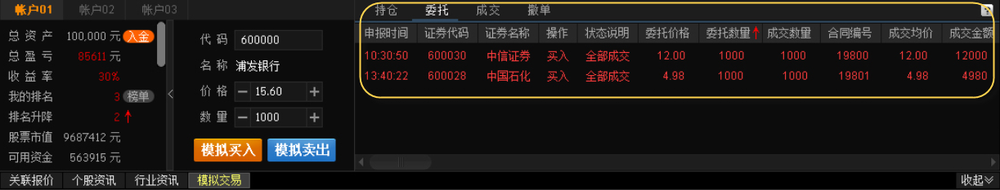 帐户01 帐户02 帐户03
总资产 100,000 元 入金
总盈亏 85611 元
收益率 30%
我的排名 3 榜单
排名升降 2 ↑
股票市值 9687412 元
可用资金 563915 元
代码 600000
名称 浦发银行
价格 − 15.60 +
数量 − 1000 +
模拟买入 模拟卖出
持仓 委托 成交 撤单 ?
申报时间 证券代码 证券名称 操作 状态说明 委托价格 委托数量↑ 成交数量 合同编号 成交均价 成交金额
10:30:50 600030 中信证券 买入 全部成交 12.00 1000 1000 19800 12.00 12000
13:40:22 600028 中国石化 买入 全部成交 4.98 1000 1000 19801 4.98 4980
关联报价 个股资讯 行业资讯 模拟交易 收起